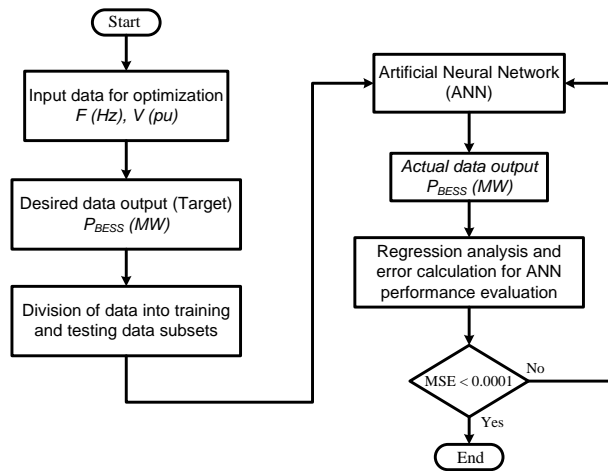 Start
Input data for optimization
F (Hz), V (pu)
Desired data output (Target)
P_BESS (MW)
Division of data into training
and testing data subsets
Artificial Neural Network
(ANN)
Actual data output
P_BESS (MW)
Regression analysis and
error calculation for ANN
performance evaluation
MSE < 0.0001
No
Yes
End